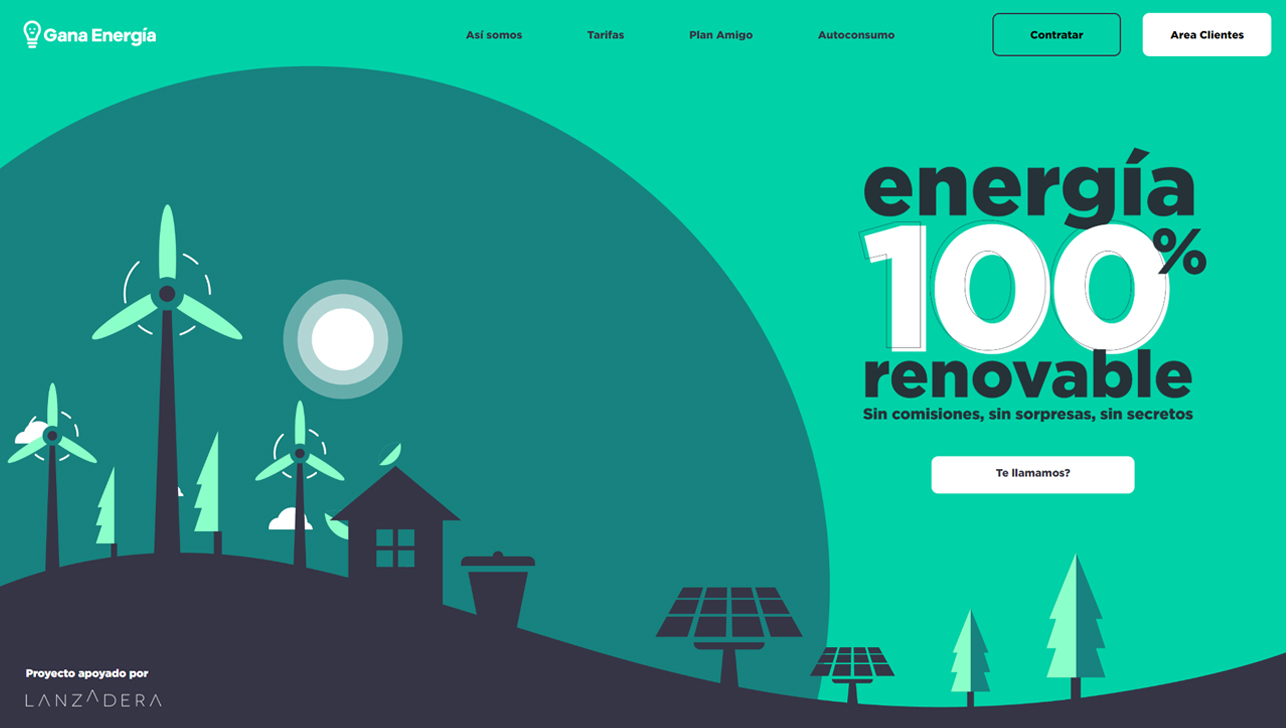 Gana Energía
Así somos
Tarifas
Plan Amigo
Autoconsumo
Contratar
Area Clientes
energía
100%
renovable
Sin comisiones, sin sorpresas, sin secretos
Te llamamos?
Proyecto apoyado por
LANZADERA